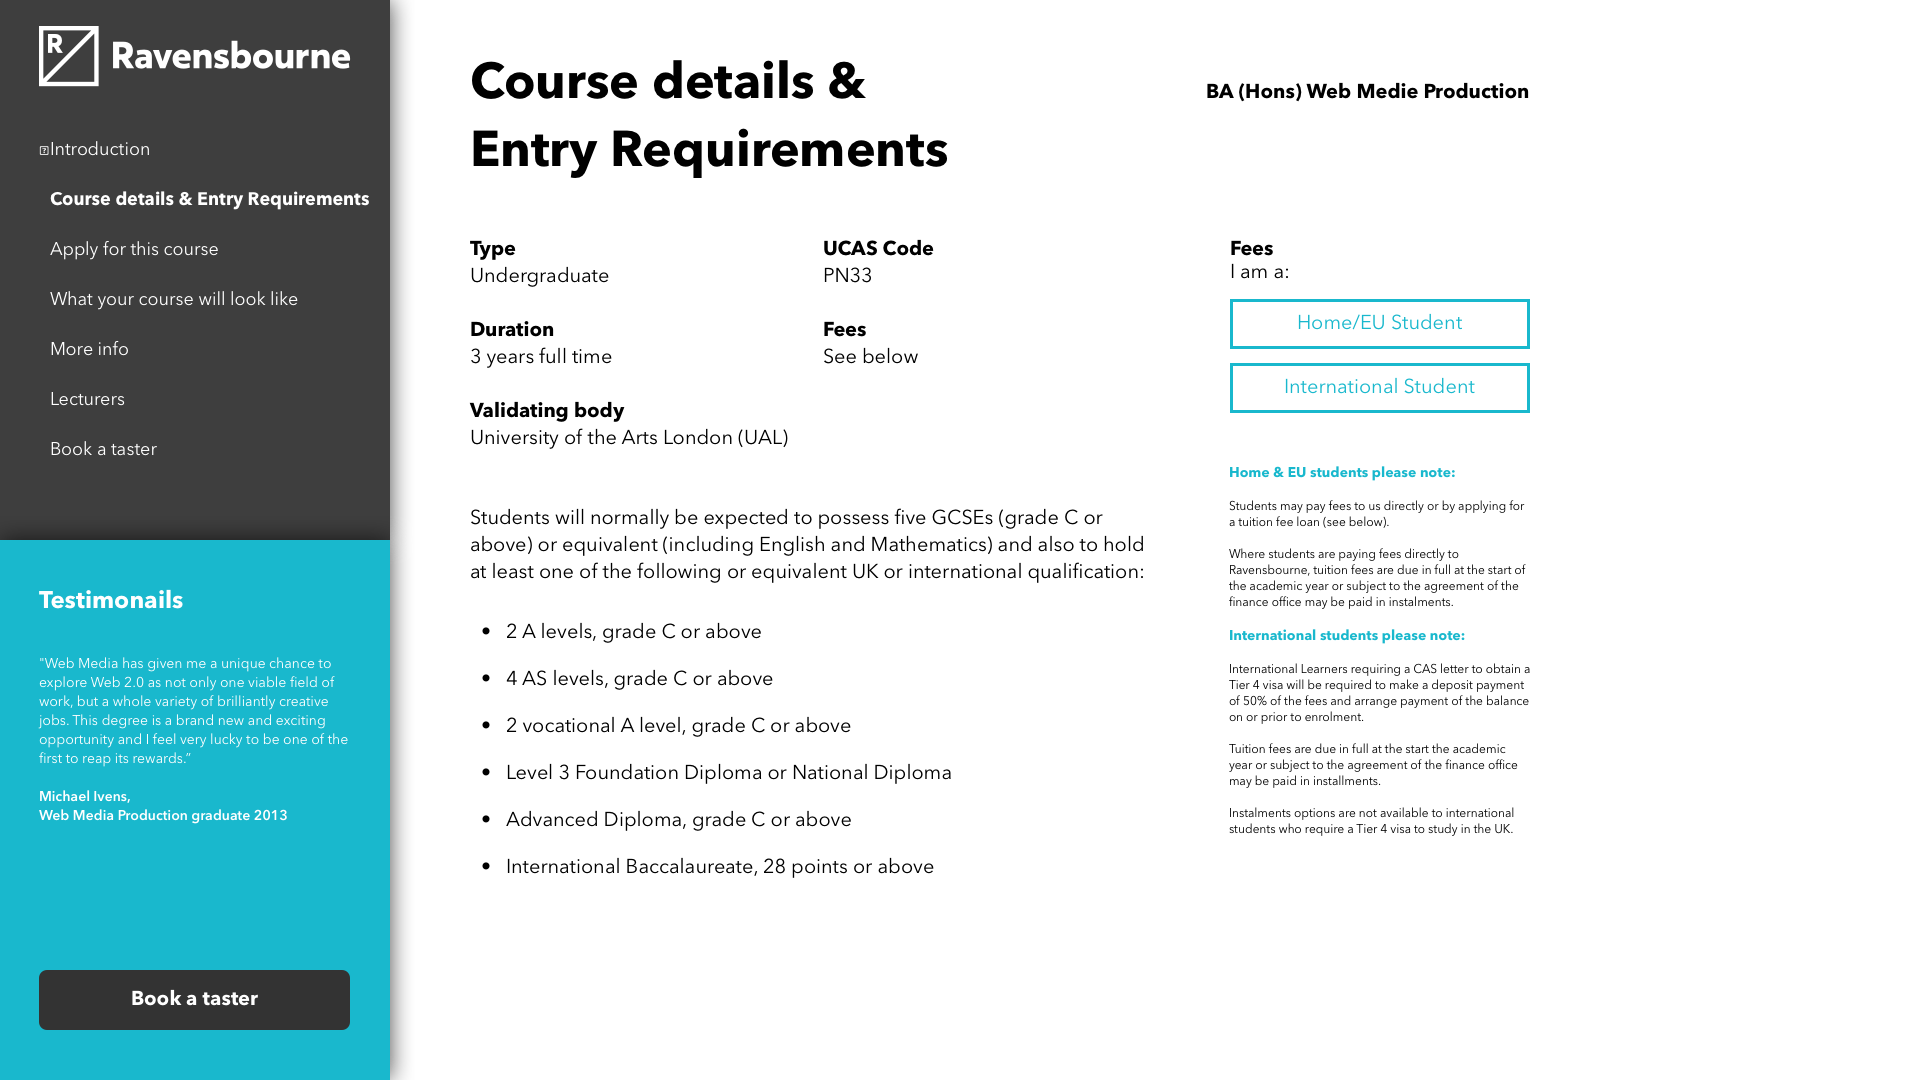 R
Ravensbourne
Introduction
Course details & Entry Requirements
Apply for this course
What your course will look like
More info
Lecturers
Book a taster
Testimonails
"Web Media has given me a unique chance to
explore Web 2.0 as not only one viable field of
work, but a whole variety of brilliantly creative
jobs. This degree is a brand new and exciting
opportunity and I feel very lucky to be one of the
first to reap its rewards.”
Michael Ivens,
Web Media Production graduate 2013
Book a taster
Course details &
Entry Requirements
BA (Hons) Web Medie Production
Type
Undergraduate
UCAS Code
PN33
Duration
3 years full time
Fees
See below
Validating body
University of the Arts London (UAL)
Students will normally be expected to possess five GCSEs (grade C or
above) or equivalent (including English and Mathematics) and also to hold
at least one of the following or equivalent UK or international qualification:
• 2 A levels, grade C or above
• 4 AS levels, grade C or above
• 2 vocational A level, grade C or above
• Level 3 Foundation Diploma or National Diploma
• Advanced Diploma, grade C or above
• International Baccalaureate, 28 points or above
Fees
I am a:
Home/EU Student
International Student
Home & EU students please note:
Students may pay fees to us directly or by applying for
a tuition fee loan (see below).
Where students are paying fees directly to
Ravensbourne, tuition fees are due in full at the start of
the academic year or subject to the agreement of the
finance office may be paid in instalments.
International students please note:
International Learners requiring a CAS letter to obtain a
Tier 4 visa will be required to make a deposit payment
of 50% of the fees and arrange payment of the balance
on or prior to enrolment.
Tuition fees are due in full at the start the academic
year or subject to the agreement of the finance office
may be paid in installments.
Instalments options are not available to international
students who require a Tier 4 visa to study in the UK.